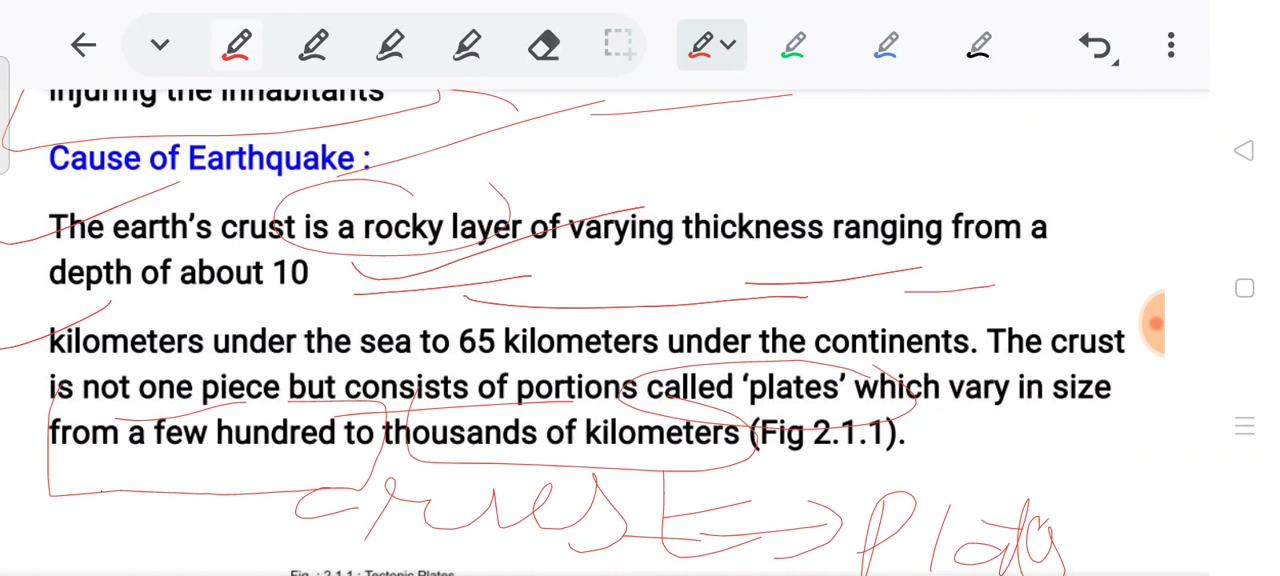 injuring the inhabitants
Cause of Earthquake :
The earth's crust is a rocky layer of varying thickness ranging from a
depth of about 10
kilometers under the sea to 65 kilometers under the continents. The crust
is not one piece but consists of portions called 'plates' which vary in size
from a few hundred to thousands of kilometers (Fig 2.1.1).
Fig. : 2.1.1 : Tectonic Plates